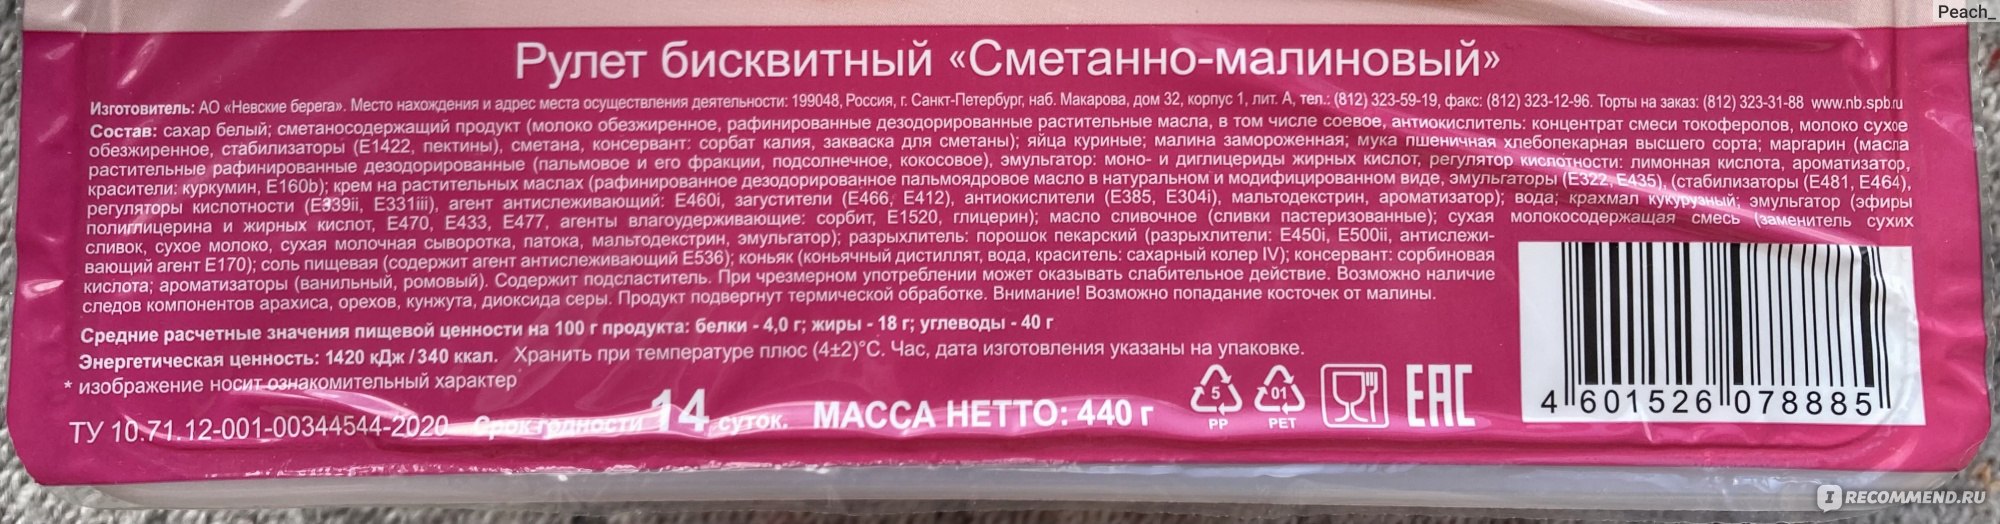 Peach_
Рулет бисквитный «Сметанно-малиновый»
Изготовитель: АО «Невские берега». Место нахождения и адрес места осуществления деятельности: 199048, Россия, г. Санкт-Петербург, наб. Макарова, дом 32, корпус 1, лит. А, тел.: (812) 323-59-19, факс: (812) 323-12-96. Торты на заказ: (812) 323-31-88 www.nb.spb.ru
Состав: сахар белый; сметаносодержащий продукт (молоко обезжиренное, рафинированные дезодорированные растительные масла, в том числе соевое, антиокислитель: концентрат смеси токоферолов, молоко сухое
обезжиренное, стабилизаторы (Е1422, пектины), сметана, консервант: сорбат калия, закваска для сметаны); яйца куриные; малина замороженная; мука пшеничная хлебопекарная высшего сорта; маргарин (масла
растительные рафинированные дезодорированные (пальмовое и его фракции, подсолнечное, кокосовое), эмульгатор: моно- и диглицериды жирных кислот, регулятор кислотности: лимонная кислота, ароматизатор,
красители: куркумин, Е160b); крем на растительных маслах (рафинированное дезодорированное пальмоядровое масло в натуральном и модифицированном виде, эмульгаторы (Е322, Е435), (стабилизаторы (Е481, Е464),
регуляторы кислотности (Е339ii, Е331iii), агент антислеживающий: Е460i, загустители (Е466, Е412), антиокислители (Е385, Е304i), мальтодекстрин, ароматизатор); вода; крахмал кукурузный; эмульгатор (эфиры
полиглицерина и жирных кислот, Е470, Е433, Е477, агенты влагоудерживающие: сорбит, Е1520, глицерин); масло сливочное (сливки пастеризованные); сухая молокосодержащая смесь (заменитель сухих
сливок, сухое молоко, сухая молочная сыворотка, патока, мальтодекстрин, эмульгатор); разрыхлитель: порошок пекарский (разрыхлители: Е450i, Е500ii, антислежи-
вающий агент Е170); соль пищевая (содержит агент антислеживающий Е536); коньяк (коньячный дистиллят, вода, краситель: сахарный колер IV); консервант: сорбиновая
кислота; ароматизаторы (ванильный, ромовый). Содержит подсластитель. При чрезмерном употреблении может оказывать слабительное действие. Возможно наличие
следов компонентов арахиса, орехов, кунжута, диоксида серы. Продукт подвергнут термической обработке. Внимание! Возможно попадание косточек от малины.
Средние расчетные значения пищевой ценности на 100 г продукта: белки - 4,0 г; жиры - 18 г; углеводы - 40 г
Энергетическая ценность: 1420 кДж / 340 ккал. Хранить при температуре плюс (4±2)°С. Час, дата изготовления указаны на упаковке.
* изображение носит ознакомительный характер
ТУ 10.71.12-001-00344544-2020 Срок годности 14 суток. МАССА НЕТТО: 440 г
5 PP
01 PET
ЕАС
4 601526 078885
IRECOMMEND.RU